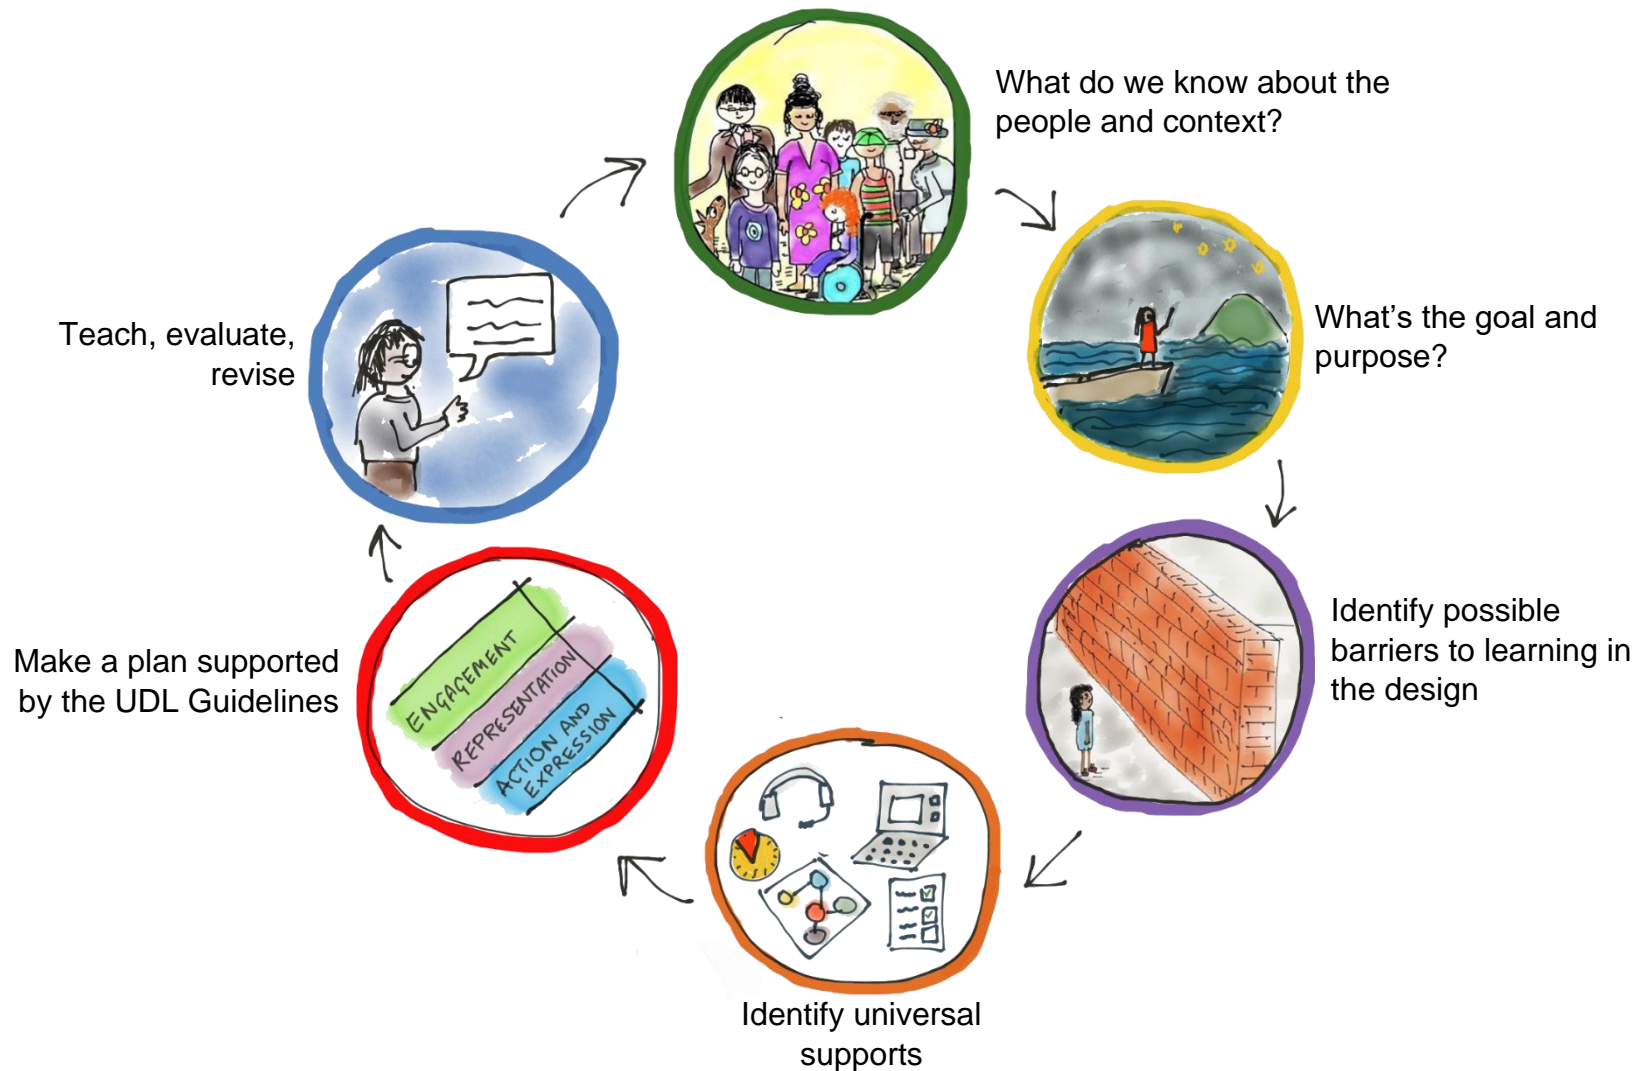 What do we know about the
people and context?
What’s the goal and
purpose?
Identify possible
barriers to learning in
the design
Identify universal
supports
Make a plan supported
by the UDL Guidelines
ENGAGEMENT
REPRESENTATION
ACTION AND
EXPRESSION
Teach, evaluate,
revise